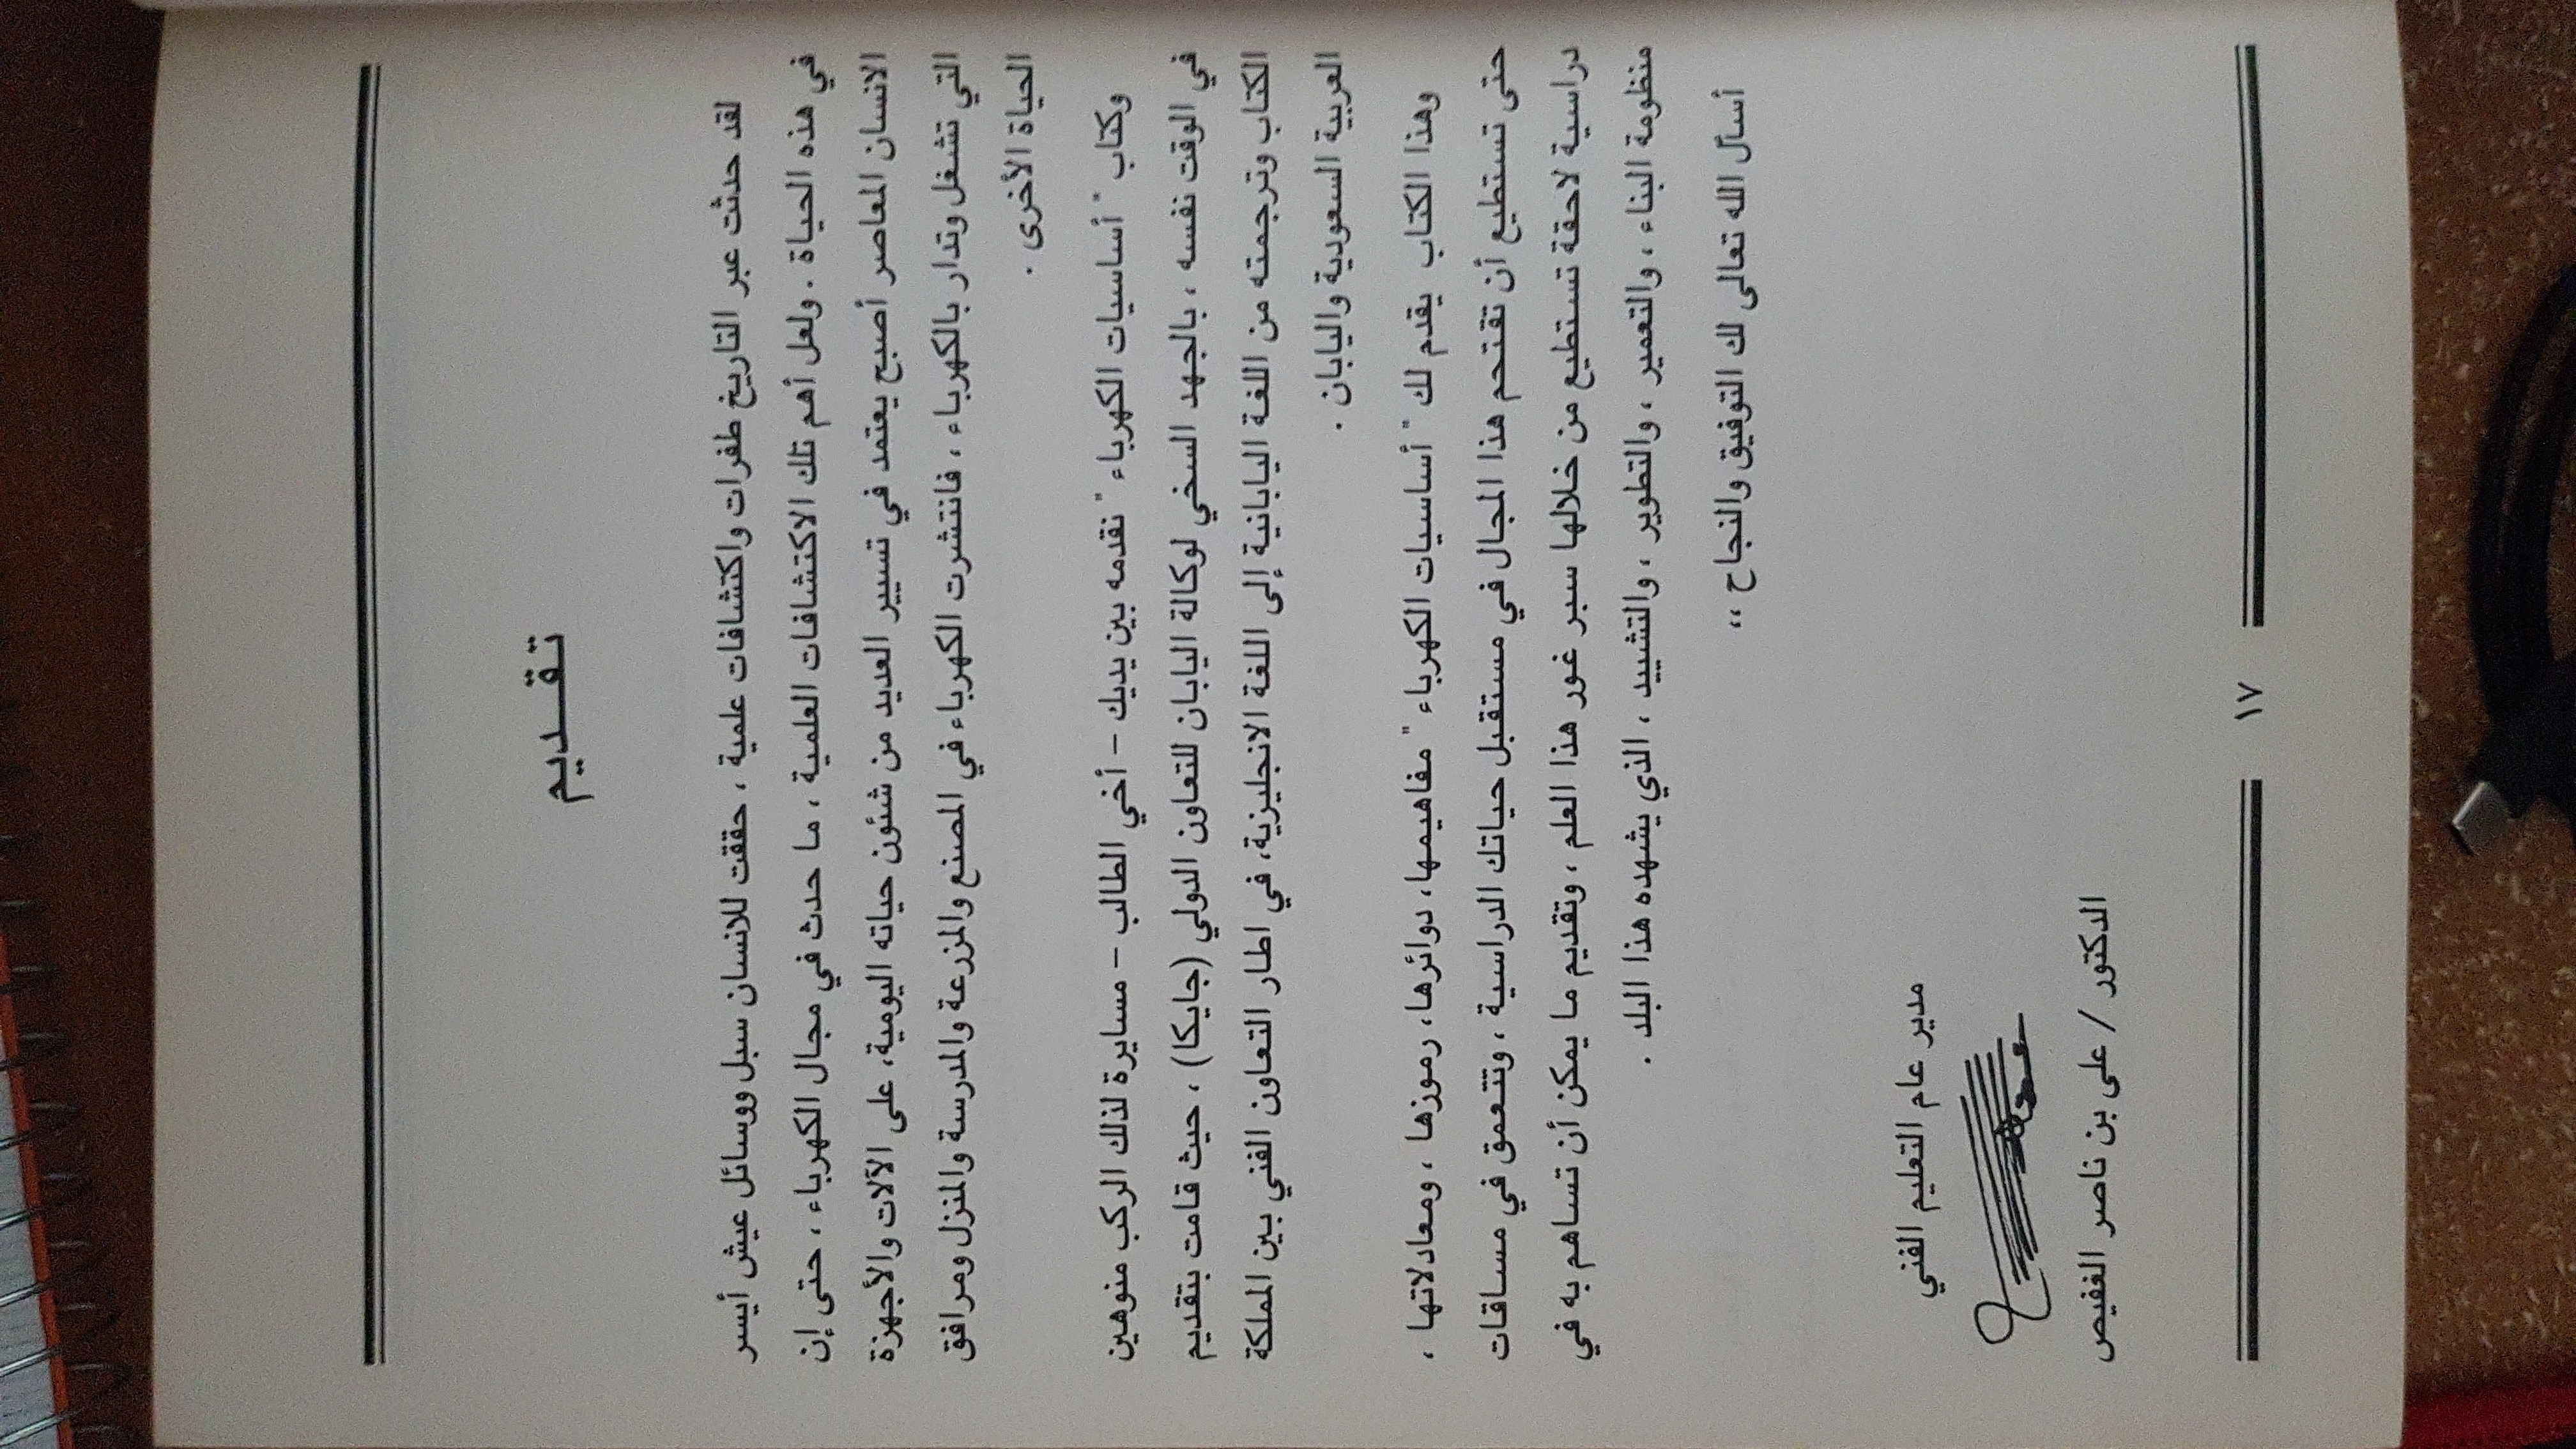 تقـــديم
لقد حدثت عبر التاريخ طفرات واكتشافات علمية ، حققت للانسان سبل ووسائل عيش أيسر
في هذه الحياة . ولعل أهم تلك الاكتشافات العلمية ، ما حدث في مجال الكهرباء ، حتى إن
الانسان المعاصر أصبح يعتمد في تسيير العديد من شئون حياته اليومية، على الآلات والأجهزة
التي تشغل وتدار بالكهرباء ، فانتشرت الكهرباء في المصنع والمزرعة والمدرسة والمنزل ومرافق
الحياة الأخرى .
وكتاب " أساسيات الكهرباء " نقدمه بين يديك – أخي الطالب – مسايرة لذلك الركب منوهين
في الوقت نفسه ، بالجهد السخي لوكالة اليابان للتعاون الدولي (جايكا) ، حيث قامت بتقديم
الكتاب وترجمته من اللغة اليابانية إلى اللغة الانجليزية، في اطار التعاون الفني بين المملكة
العربية السعودية واليابان .
وهذا الكتاب يقدم لك " أساسيات الكهرباء " مفاهيمها، دوائرها، رموزها ، ومعادلاتها ،
حتى تستطيع أن تقتحم هذا المجال في مستقبل حياتك الدراسية ، وتتعمق في مساقات
دراسية لاحقة تستطيع من خلالها سبر غور هذا العلم ، وتقديم ما يمكن أن تساهم به في
منظومة البناء ، والتعمير ، والتطوير ، والتشييد ، الذي يشهده هذا البلد .
أسأل الله تعالى لك التوفيق والنجاح ،،
مدير عام التعليم الفني
الدكتور / على بن ناصر الغفيص
١٧